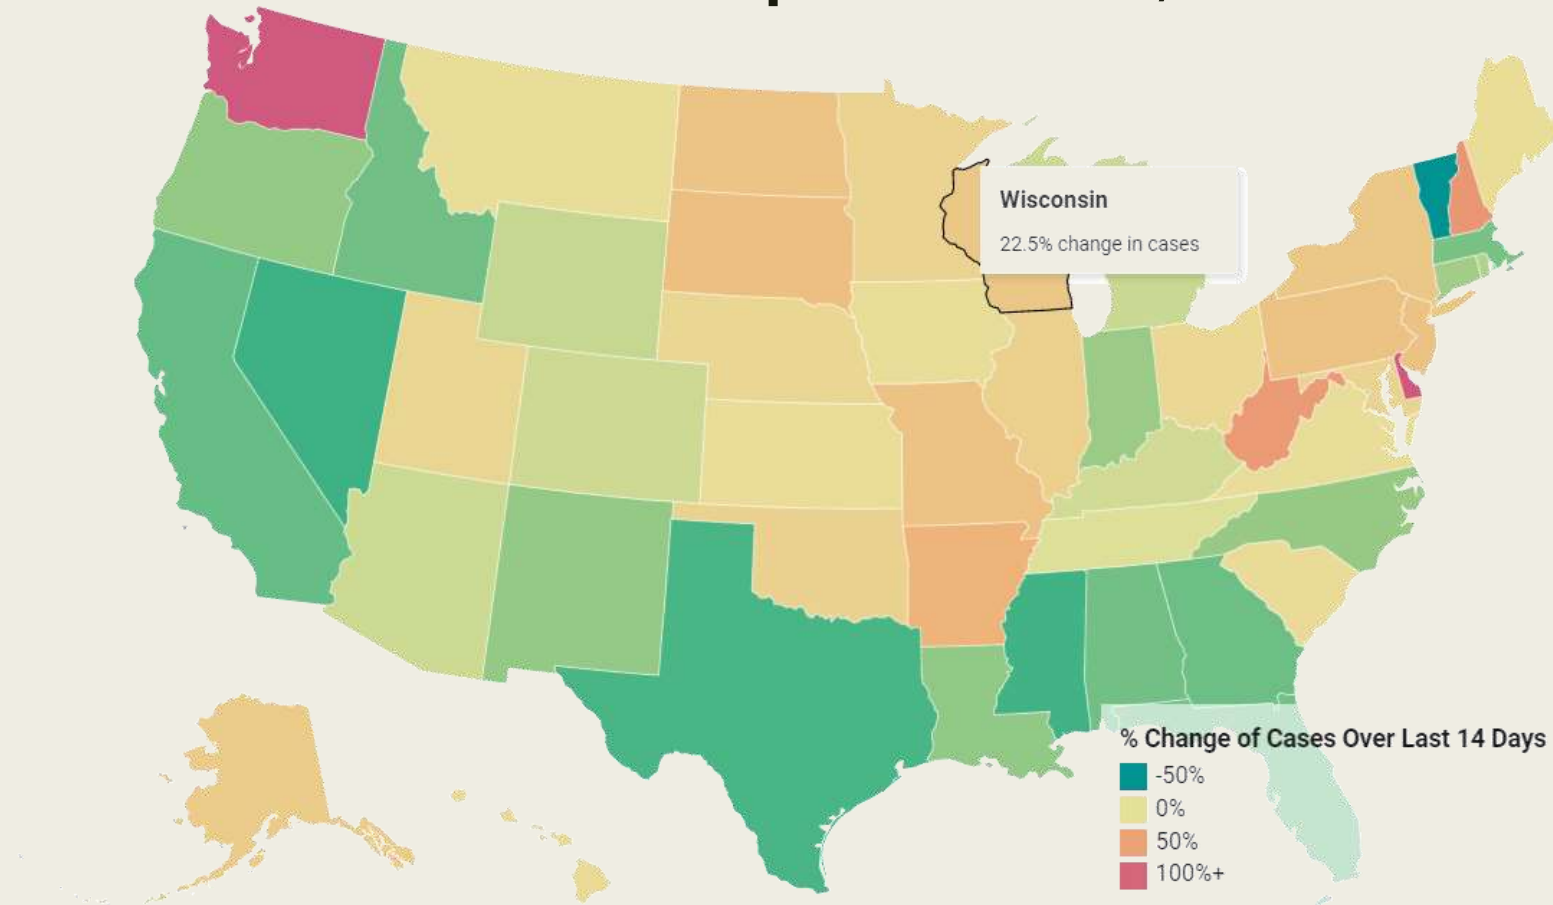 Wisconsin
22.5% change in cases
% Change of Cases Over Last 14 Days
-50%
0%
50%
100%+